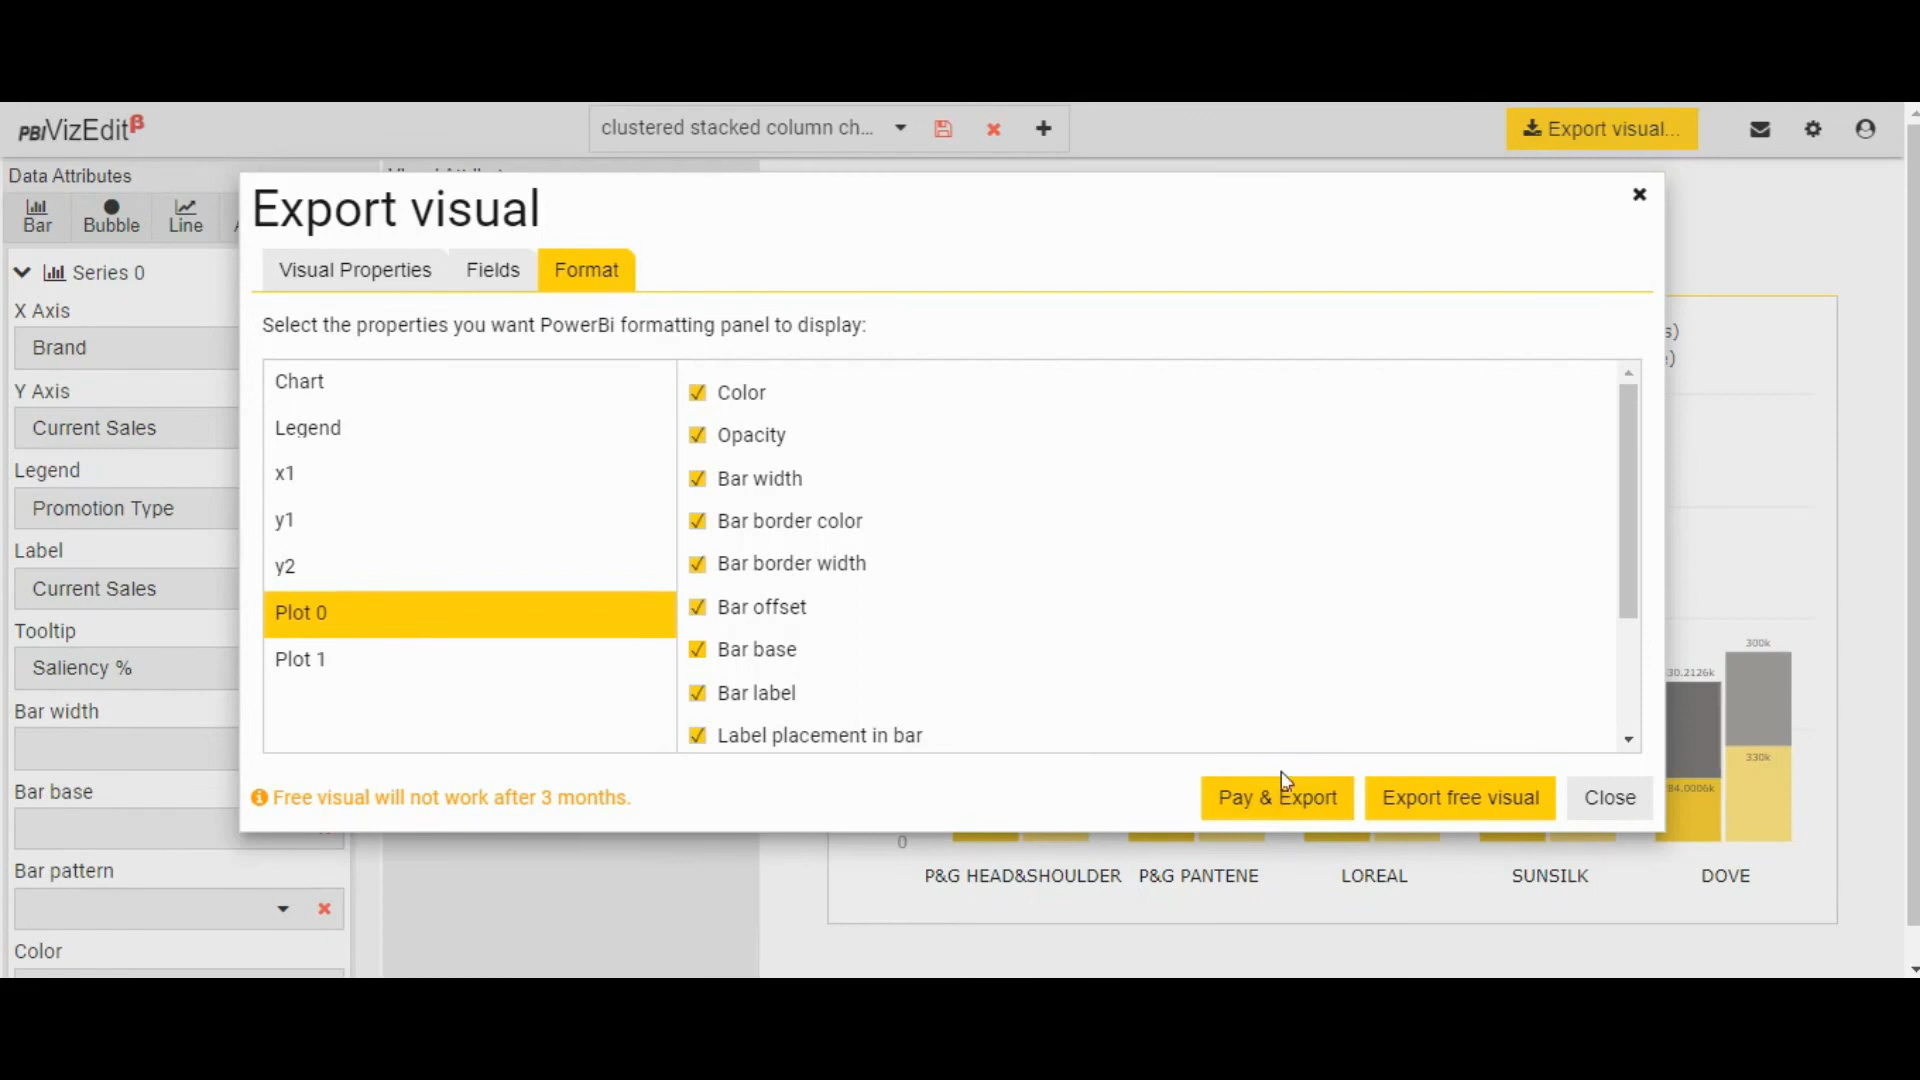 PBIVizEditβ
clustered stacked column ch...
Export visual...
Data Attributes
Bar
Bubble
Line
Series 0
X Axis
Brand
Y Axis
Current Sales
Legend
Promotion Type
Label
Current Sales
Tooltip
Saliency %
Bar width
Bar base
Bar pattern
Color
Export visual
Visual Properties
Fields
Format
Select the properties you want PowerBi formatting panel to display:
Chart
Legend
x1
y1
y2
Plot 0
Plot 1
Color
Opacity
Bar width
Bar border color
Bar border width
Bar offset
Bar base
Bar label
Label placement in bar
Free visual will not work after 3 months.
Pay & Export
Export free visual
Close
s)
300k
30.2126k
330k
84.0006k
0
P&G HEAD&SHOULDER
P&G PANTENE
LOREAL
SUNSILK
DOVE